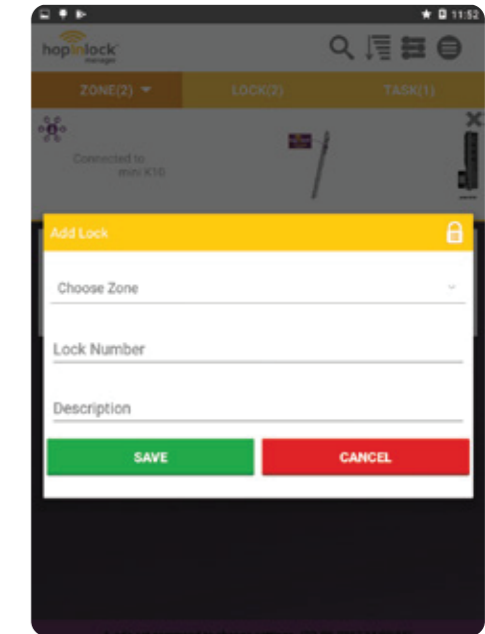 11:52
hopinlock
manager
ZONE(2)
LOCK(2)
TASK(1)
Connected to
mini K10
Add Lock
Choose Zone
Lock Number
Description
SAVE
CANCEL